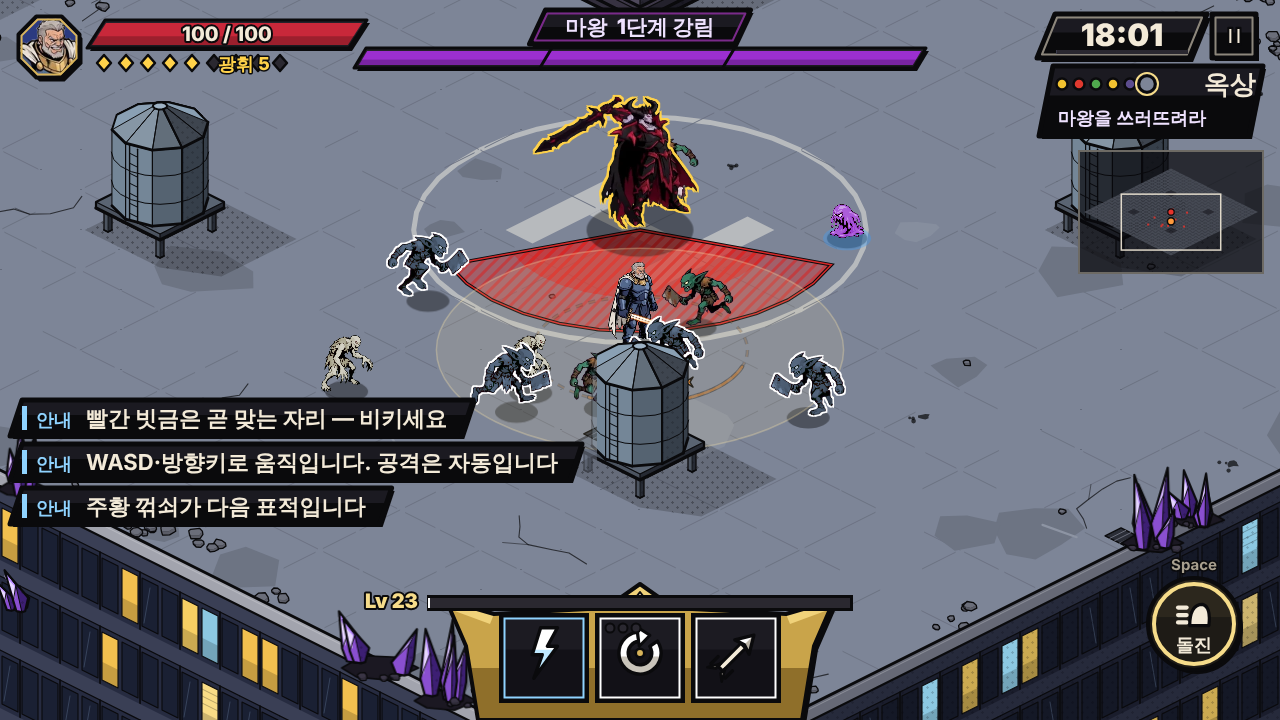 100 / 100
광휘 5
마왕 1단계 강림
18:01
옥상
마왕을 쓰러뜨려라
안내 빨간 빗금은 곧 맞는 자리 — 비키세요
안내 WASD·방향키로 움직입니다. 공격은 자동입니다
안내 주황 꺾쇠가 다음 표적입니다
Lv 23
Space
돌진